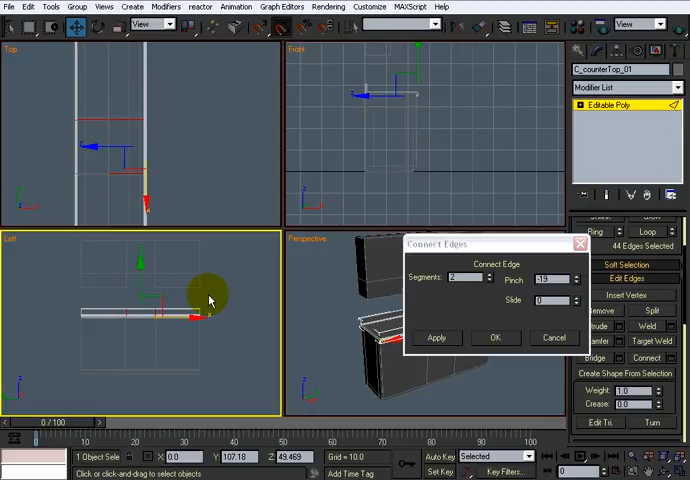 File Edit Tools Group Views Create Modifiers reactor Animation Graph Editors Rendering Customize MAXScript Help
View
View
Top
Front
C_counterTop_01
Modifier List
Editable Poly
z
x
z
x
Left
Perspective
Connect Edges
Connect Edge
Segments: 2 Pinch -19
Slide 0
Apply OK Cancel
x
Ring Loop
44 Edges Selected
Soft Selection
Edit Edges
Insert Vertex
Remove Split
Extrude Weld
Chamfer Target Weld
Bridge Connect
Create Shape From Selection
Weight: 1.0
Crease: 0.0
Edit Tri. Turn
0 / 100
0 10 20 30 40 50 60 70 80 90 100
1 Object Sele X: 0.0 Y: 107.18 Z: 49.469 Grid = 10.0
Click or click-and-drag to select objects Add Time Tag
Auto Key Selected
Set Key Key Filters...
0